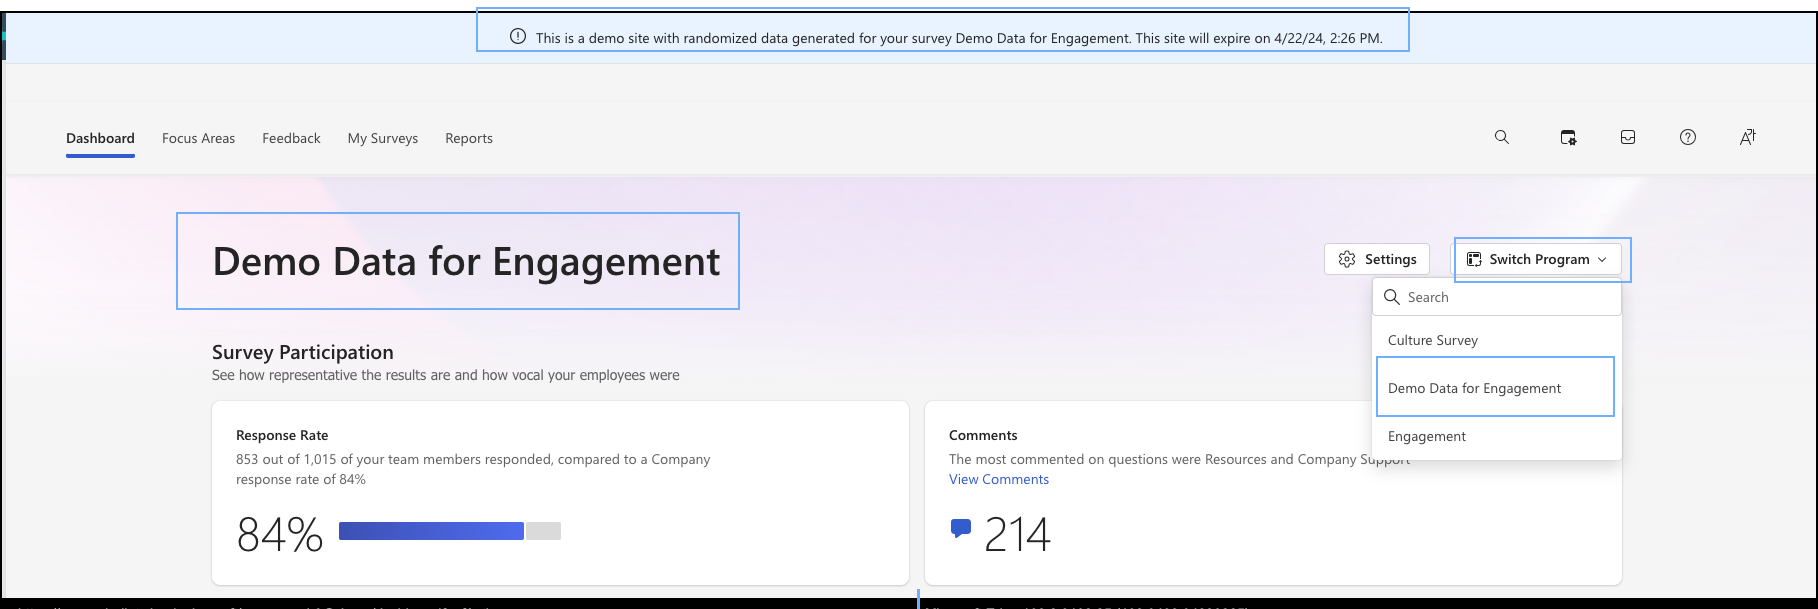 This is a demo site with randomized data generated for your survey Demo Data for Engagement. This site will expire on 4/22/24, 2:26 PM.
Dashboard
Focus Areas
Feedback
My Surveys
Reports
Demo Data for Engagement
Settings
Switch Program
Search
Culture Survey
Demo Data for Engagement
Engagement
Survey Participation
See how representative the results are and how vocal your employees were
Response Rate
853 out of 1,015 of your team members responded, compared to a Company
response rate of 84%
84%
Comments
The most commented on questions were Resources and Company Support
View Comments
214